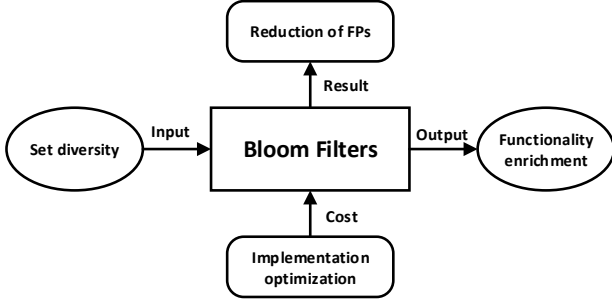 Reduction of FPs
Result
Set diversity
Input
Bloom Filters
Output
Functionality
enrichment
Cost
Implementation
optimization